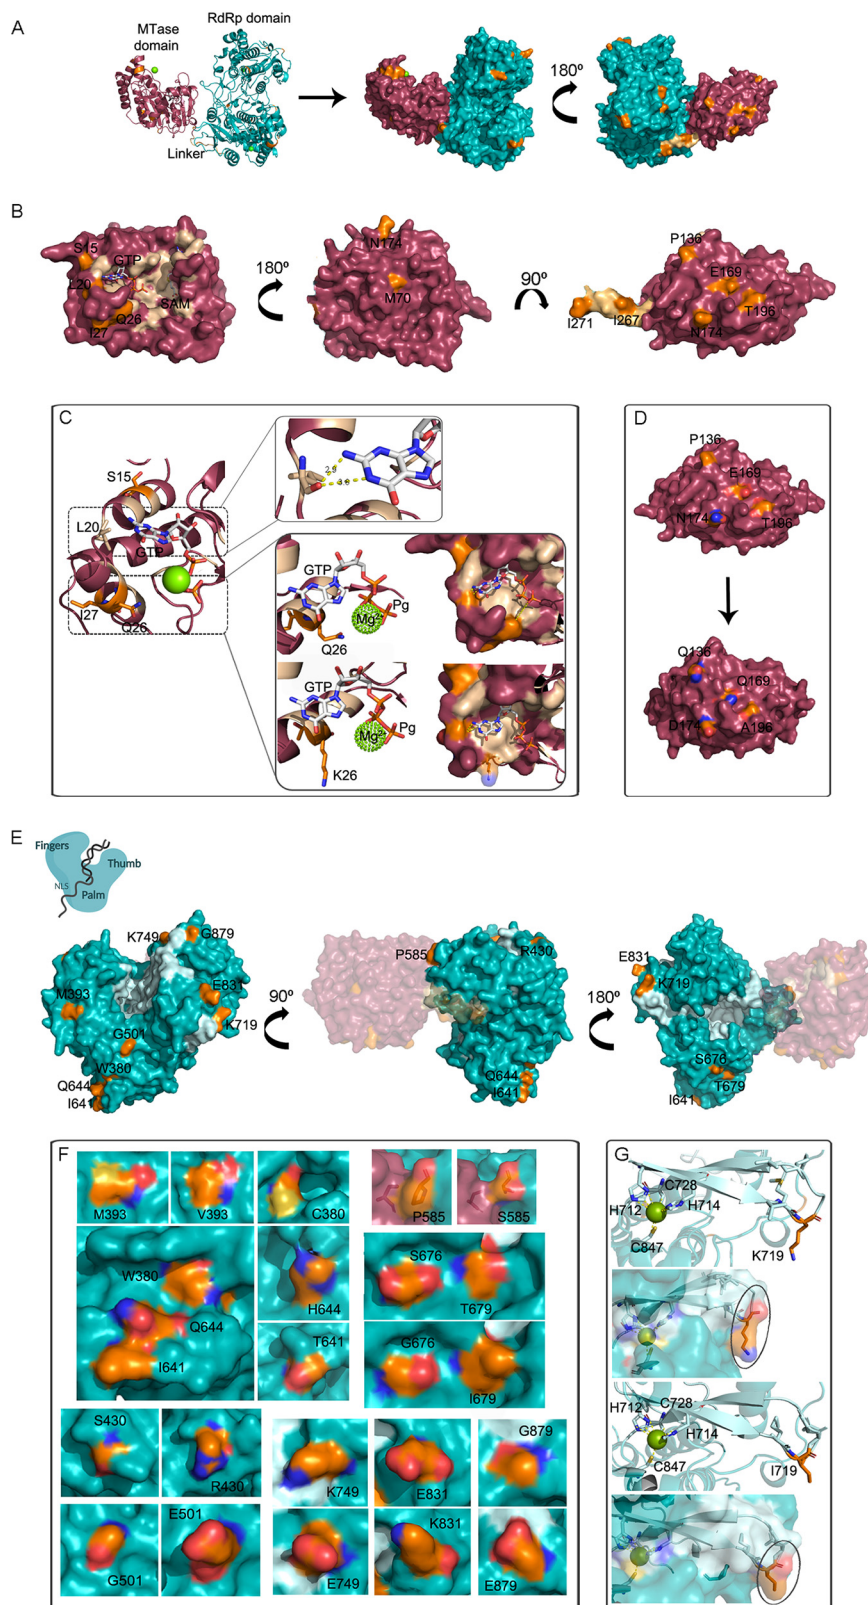 A
MTase
domain
RdRp domain
Linker
180º
B
S15
GTP
L20
SAM
Q26
I27
180º
N174
M70
90º
P136
E169
T196
N174
I267
I271
C
S15
L20
GTP
I27
Q26
2.9
3.0
GTP
Pg
Mg2+
Q26
GTP
Pg
Mg2+
K26
D
P136
E169
N174
T196
Q136
Q169
D174
A196
E
Fingers
Thumb
NLS
Palm
K749
G879
M393
E831
G501
K719
W380
Q644
I641
90º
P585
R430
Q644
I641
180º
E831
K719
S676
T679
I641
F
M393
V393
C380
P585
S585
W380
Q644
I641
H644
T641
S676
T679
G676
I679
S430
R430
K749
E831
G879
G501
E501
E749
K831
E879
G
C728
H712
H714
C847
K719
H712
C728
H714
C847
I719